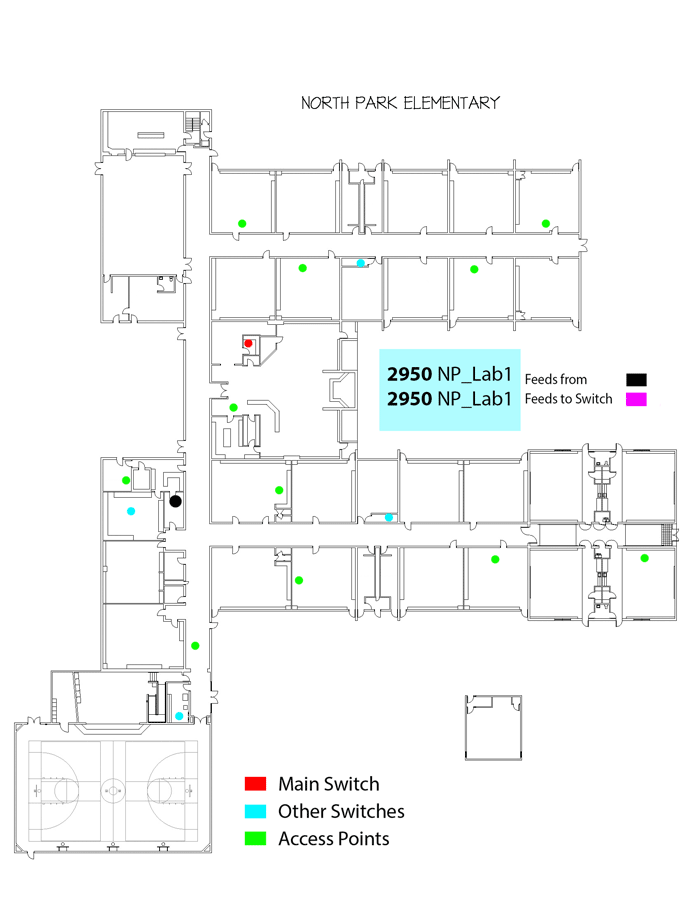 NORTH PARK ELEMENTARY
2950 NP_Lab1
2950 NP_Lab1
Feeds from
Feeds to Switch
Main Switch
Other Switches
Access Points